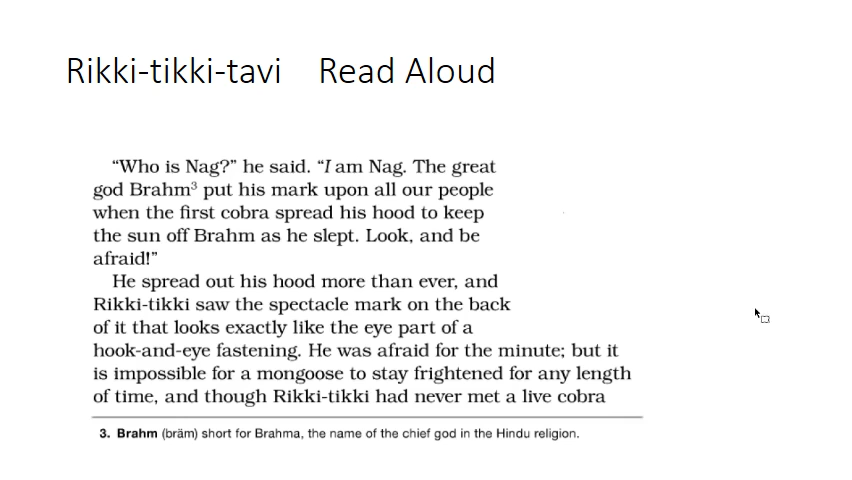 Rikki-tikki-tavi    Read Aloud
“Who is Nag?” he said. “I am Nag. The great
god Brahm³ put his mark upon all our people
when the first cobra spread his hood to keep
the sun off Brahm as he slept. Look, and be
afraid!”
He spread out his hood more than ever, and
Rikki-tikki saw the spectacle mark on the back
of it that looks exactly like the eye part of a
hook-and-eye fastening. He was afraid for the minute; but it
is impossible for a mongoose to stay frightened for any length
of time, and though Rikki-tikki had never met a live cobra
3. Brahm (bräm) short for Brahma, the name of the chief god in the Hindu religion.